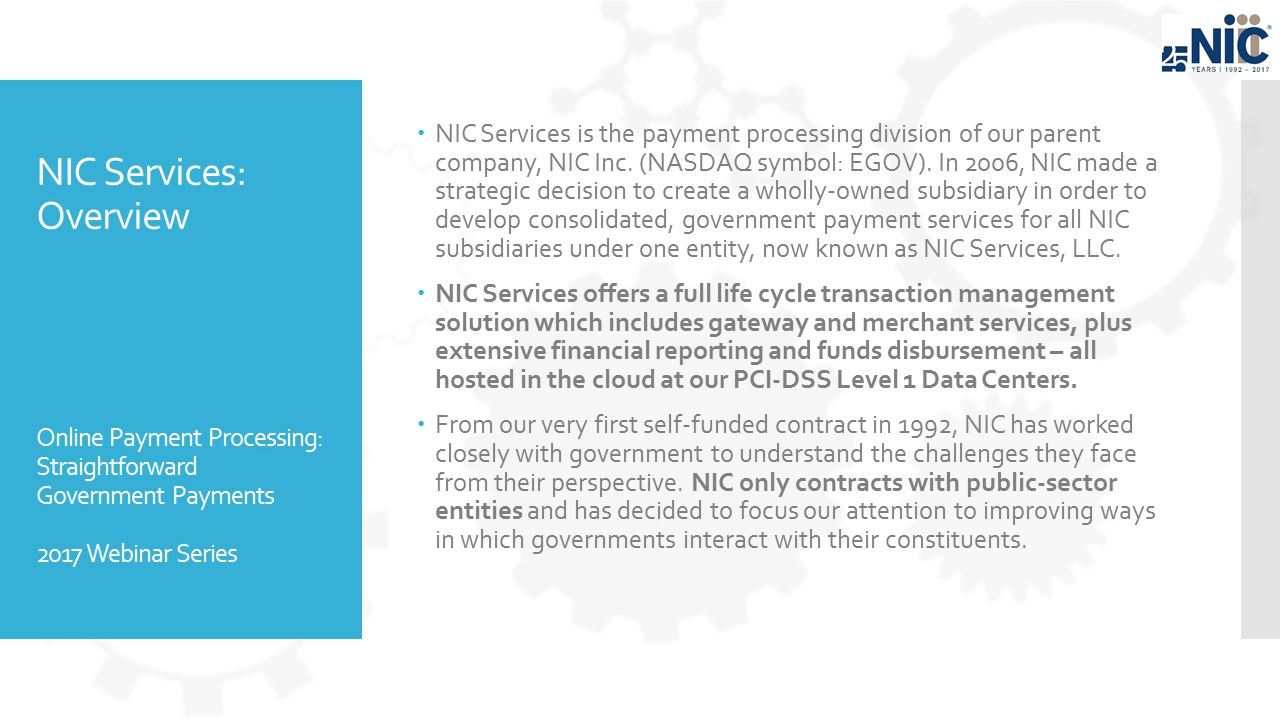 NIC
25 YEARS | 1992 – 2017
NIC Services:
Overview
Online Payment Processing:
Straightforward
Government Payments
2017 Webinar Series
• NIC Services is the payment processing division of our parent
company, NIC Inc. (NASDAQ symbol: EGOV). In 2006, NIC made a
strategic decision to create a wholly-owned subsidiary in order to
develop consolidated, government payment services for all NIC
subsidiaries under one entity, now known as NIC Services, LLC.
• NIC Services offers a full life cycle transaction management
solution which includes gateway and merchant services, plus
extensive financial reporting and funds disbursement – all
hosted in the cloud at our PCI-DSS Level 1 Data Centers.
• From our very first self-funded contract in 1992, NIC has worked
closely with government to understand the challenges they face
from their perspective. NIC only contracts with public-sector
entities and has decided to focus our attention to improving ways
in which governments interact with their constituents.